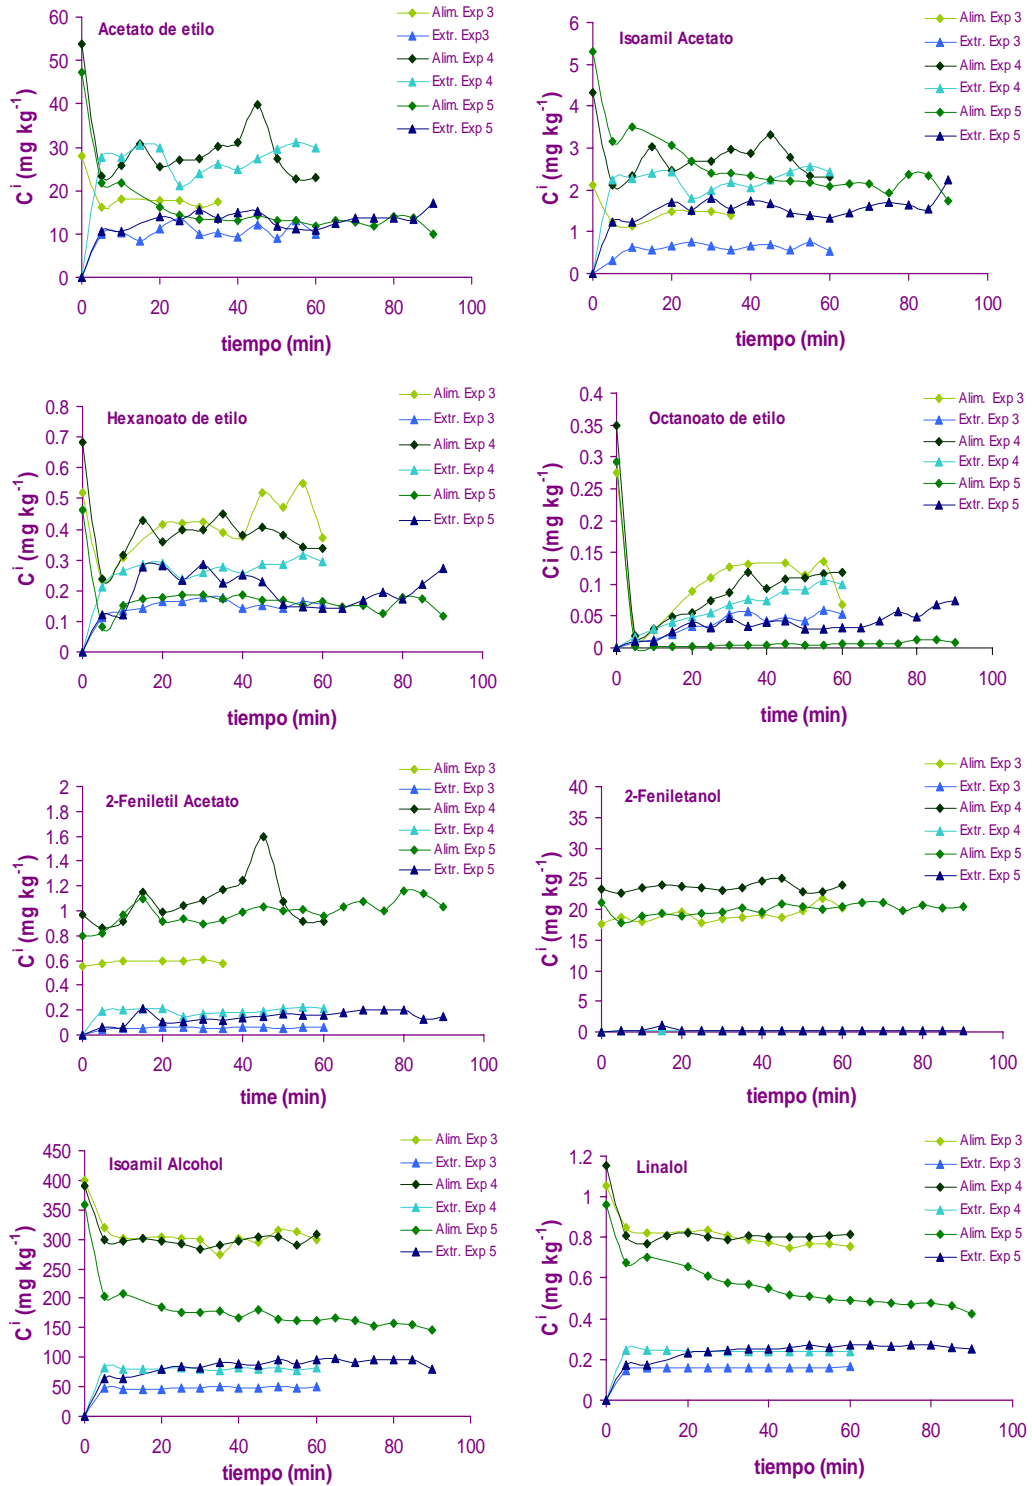 Acetato de etilo
Alim. Exp 3
Extr. Exp3
Alim. Exp 4
Extr. Exp 4
Alim. Exp 5
Extr. Exp 5
C^i (mg kg^-1)
60
50
40
30
20
10
0
0 20 40 60 80 100
tiempo (min)
Isoamil Acetato
Alim. Exp 3
Extr. Exp 3
Alim. Exp 4
Extr. Exp 4
Alim. Exp 5
Extr. Exp 5
C^i (mg kg^-1)
6
5
4
3
2
1
0
0 20 40 60 80 100
tiempo (min)
Hexanoato de etilo
Alim. Exp 3
Extr. Exp 3
Alim. Exp 4
Extr. Exp 4
Alim. Exp 5
Extr. Exp 5
C^i (mg kg^-1)
0.8
0.7
0.6
0.5
0.4
0.3
0.2
0.1
0
0 20 40 60 80 100
tiempo (min)
Octanoato de etilo
Alim. Exp 3
Extr. Exp 3
Alim. Exp 4
Extr. Exp 4
Alim. Exp 5
Extr. Exp 5
Ci (mg kg^-1)
0.4
0.35
0.3
0.25
0.2
0.15
0.1
0.05
0
0 20 40 60 80 100
time (min)
2-Feniletil Acetato
Alim. Exp 3
Extr. Exp 3
Alim. Exp 4
Extr. Exp 4
Alim. Exp 5
Extr. Exp 5
C^i (mg kg^-1)
2
1.8
1.6
1.4
1.2
1
0.8
0.6
0.4
0.2
0
0 20 40 60 80 100
time (min)
2-Feniletanol
Alim. Exp 3
Extr. Exp 3
Alim. Exp 4
Extr. Exp 4
Alim. Exp 5
Extr. Exp 5
C^i (mg kg^-1)
40
35
30
25
20
15
10
5
0
0 20 40 60 80 100
tiempo (min)
Isoamil Alcohol
Alim. Exp 3
Extr. Exp 3
Alim. Exp 4
Extr. Exp 4
Alim. Exp 5
Extr. Exp 5
C^i (mg kg^-1)
450
400
350
300
250
200
150
100
50
0
0 20 40 60 80 100
tiempo (min)
Linalol
Alim. Exp 3
Extr. Exp 3
Alim. Exp 4
Extr. Exp 4
Alim. Exp 5
Extr. Exp 5
C^i (mg kg^-1)
1.2
1
0.8
0.6
0.4
0.2
0
0 20 40 60 80 100
tiempo (min)